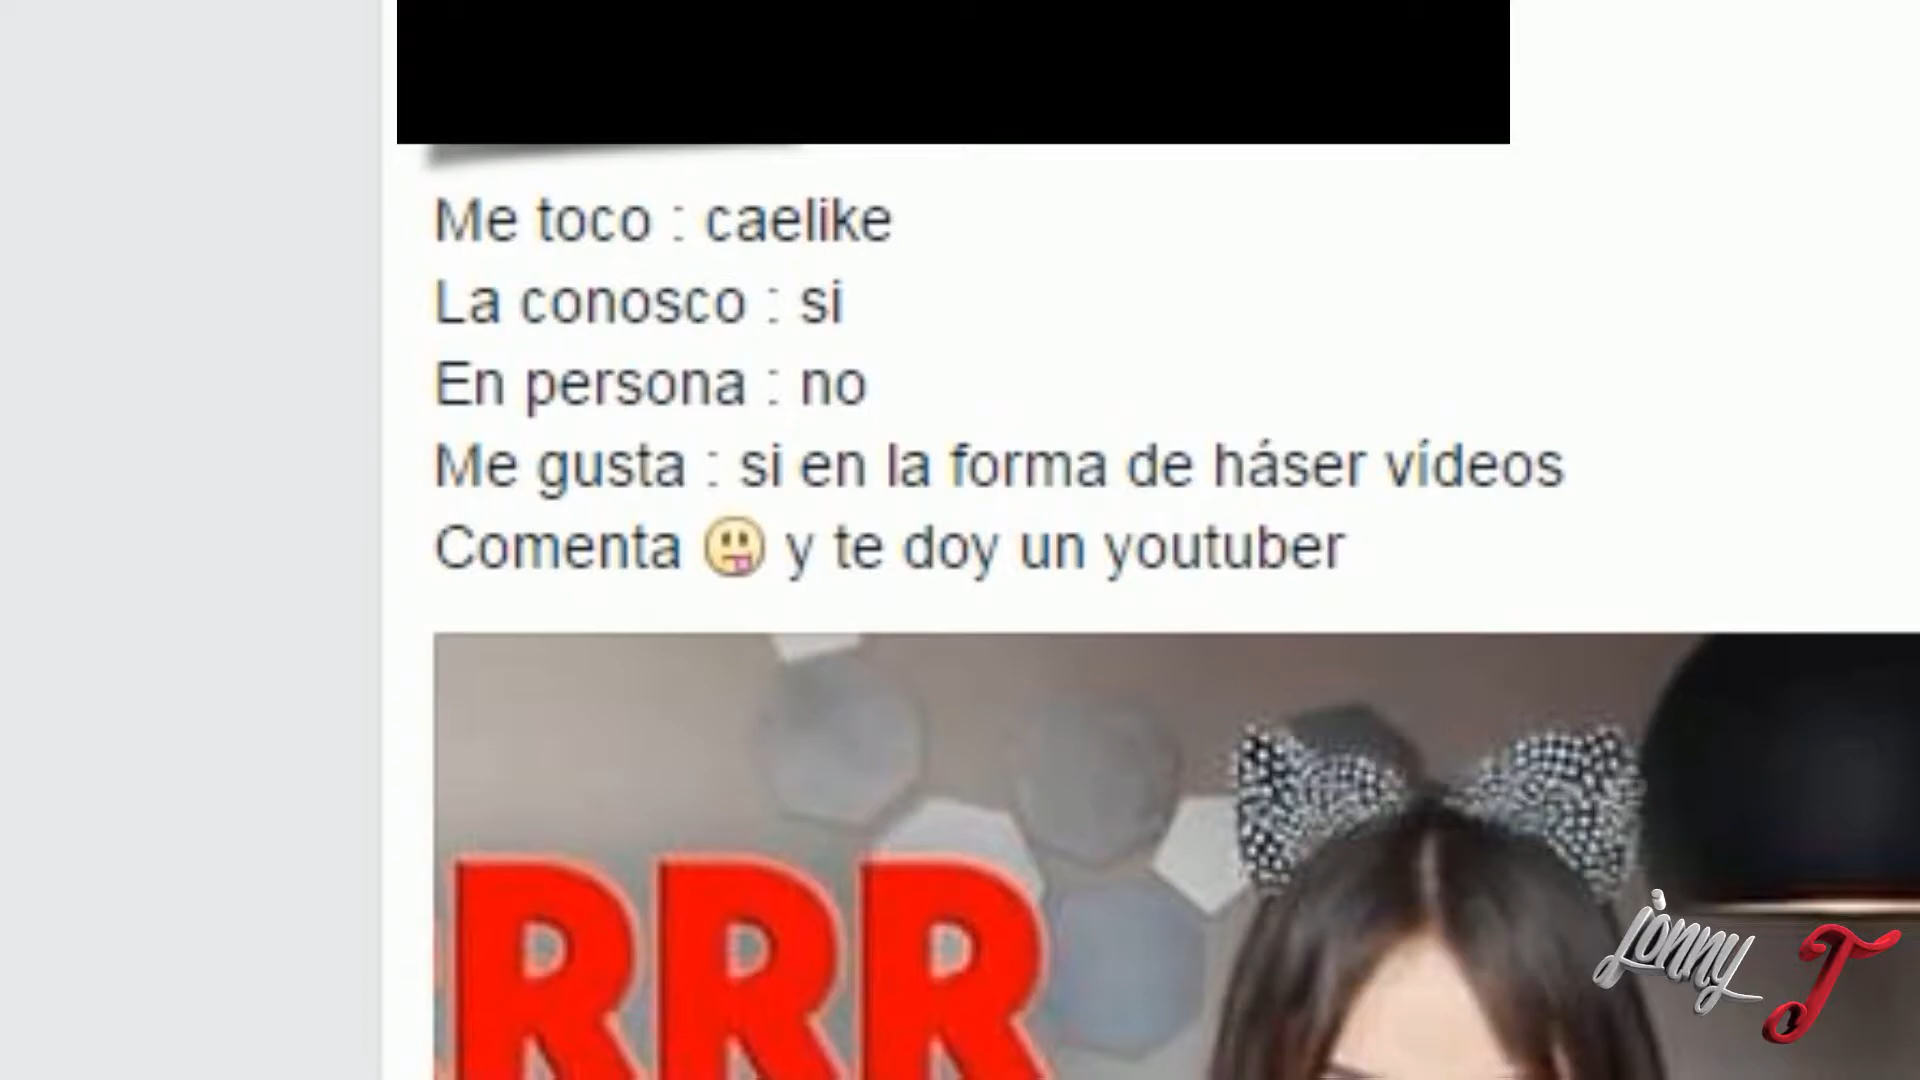 Me toco : caelike
La conosco : si
En persona : no
Me gusta : si en la forma de háser vídeos
Comenta 😛 y te doy un youtuber
RRR
jonny J